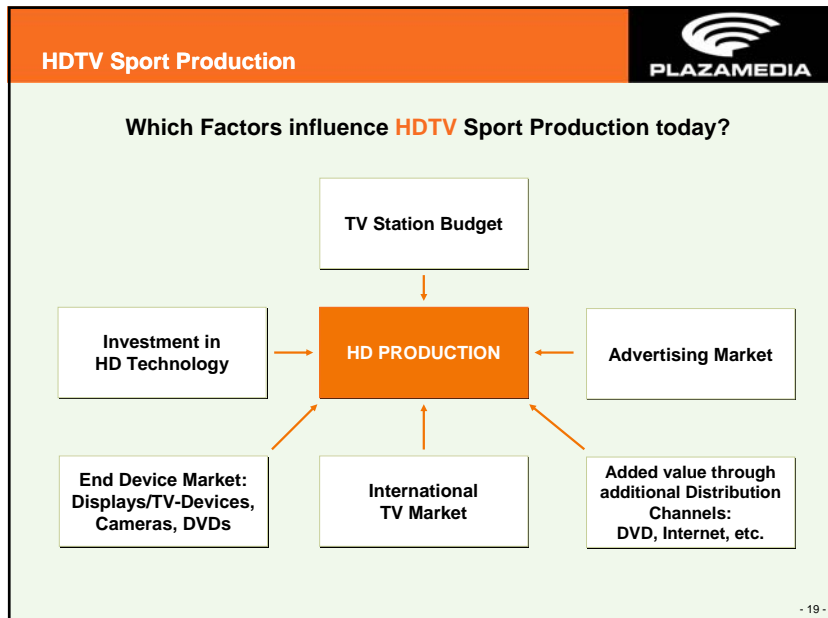 HDTV Sport Production
PLAZAMEDIA
Which Factors influence HDTV Sport Production today?
TV Station Budget
Investment in
HD Technology
HD PRODUCTION
Advertising Market
End Device Market:
Displays/TV-Devices,
Cameras, DVDs
International
TV Market
Added value through
additional Distribution
Channels:
DVD, Internet, etc.
- 19 -